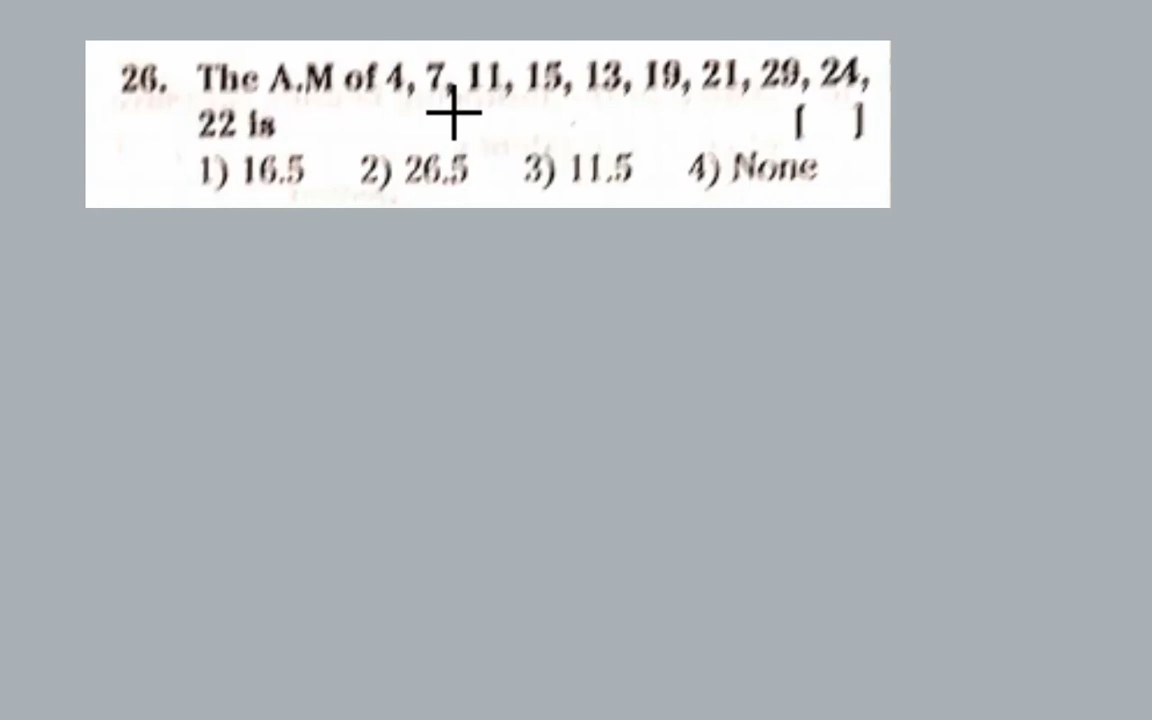 26. The A.M of 4, 7, 11, 15, 13, 19, 21, 29, 24,
22 is [ ]
1) 16.5 2) 26.5 3) 11.5 4) None